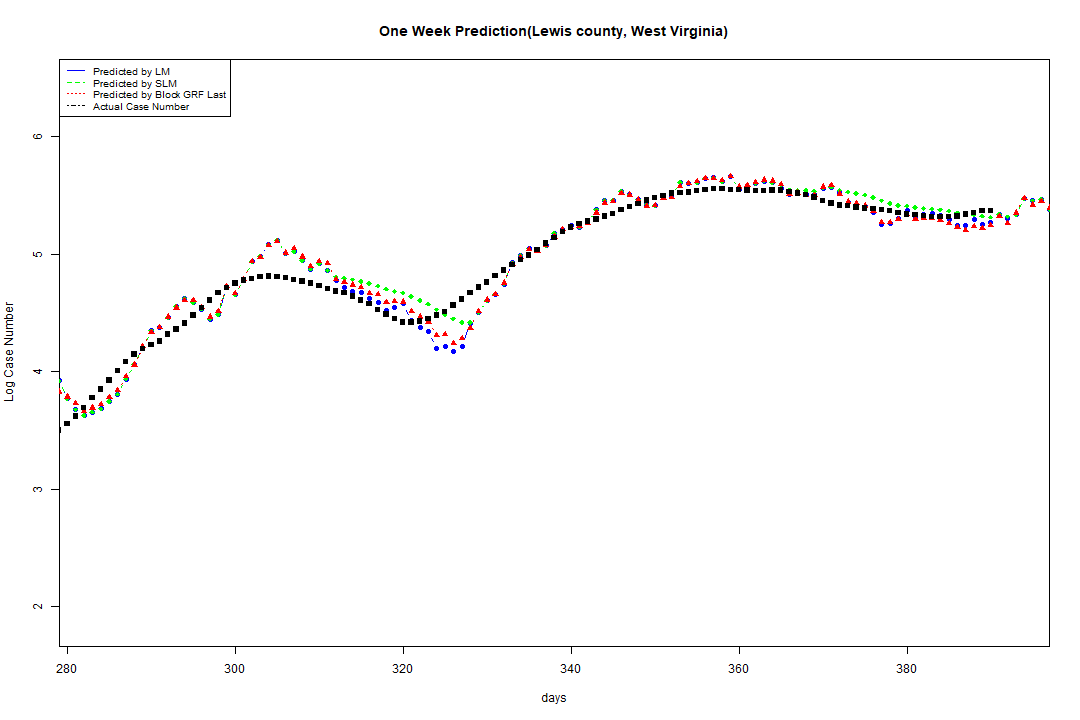 One Week Prediction(Lewis county, West Virginia)
Predicted by LM
Predicted by SLM
Predicted by Block GRF Last
Actual Case Number
6
5
4
3
2
Log Case Number
280 300 320 340 360 380
days